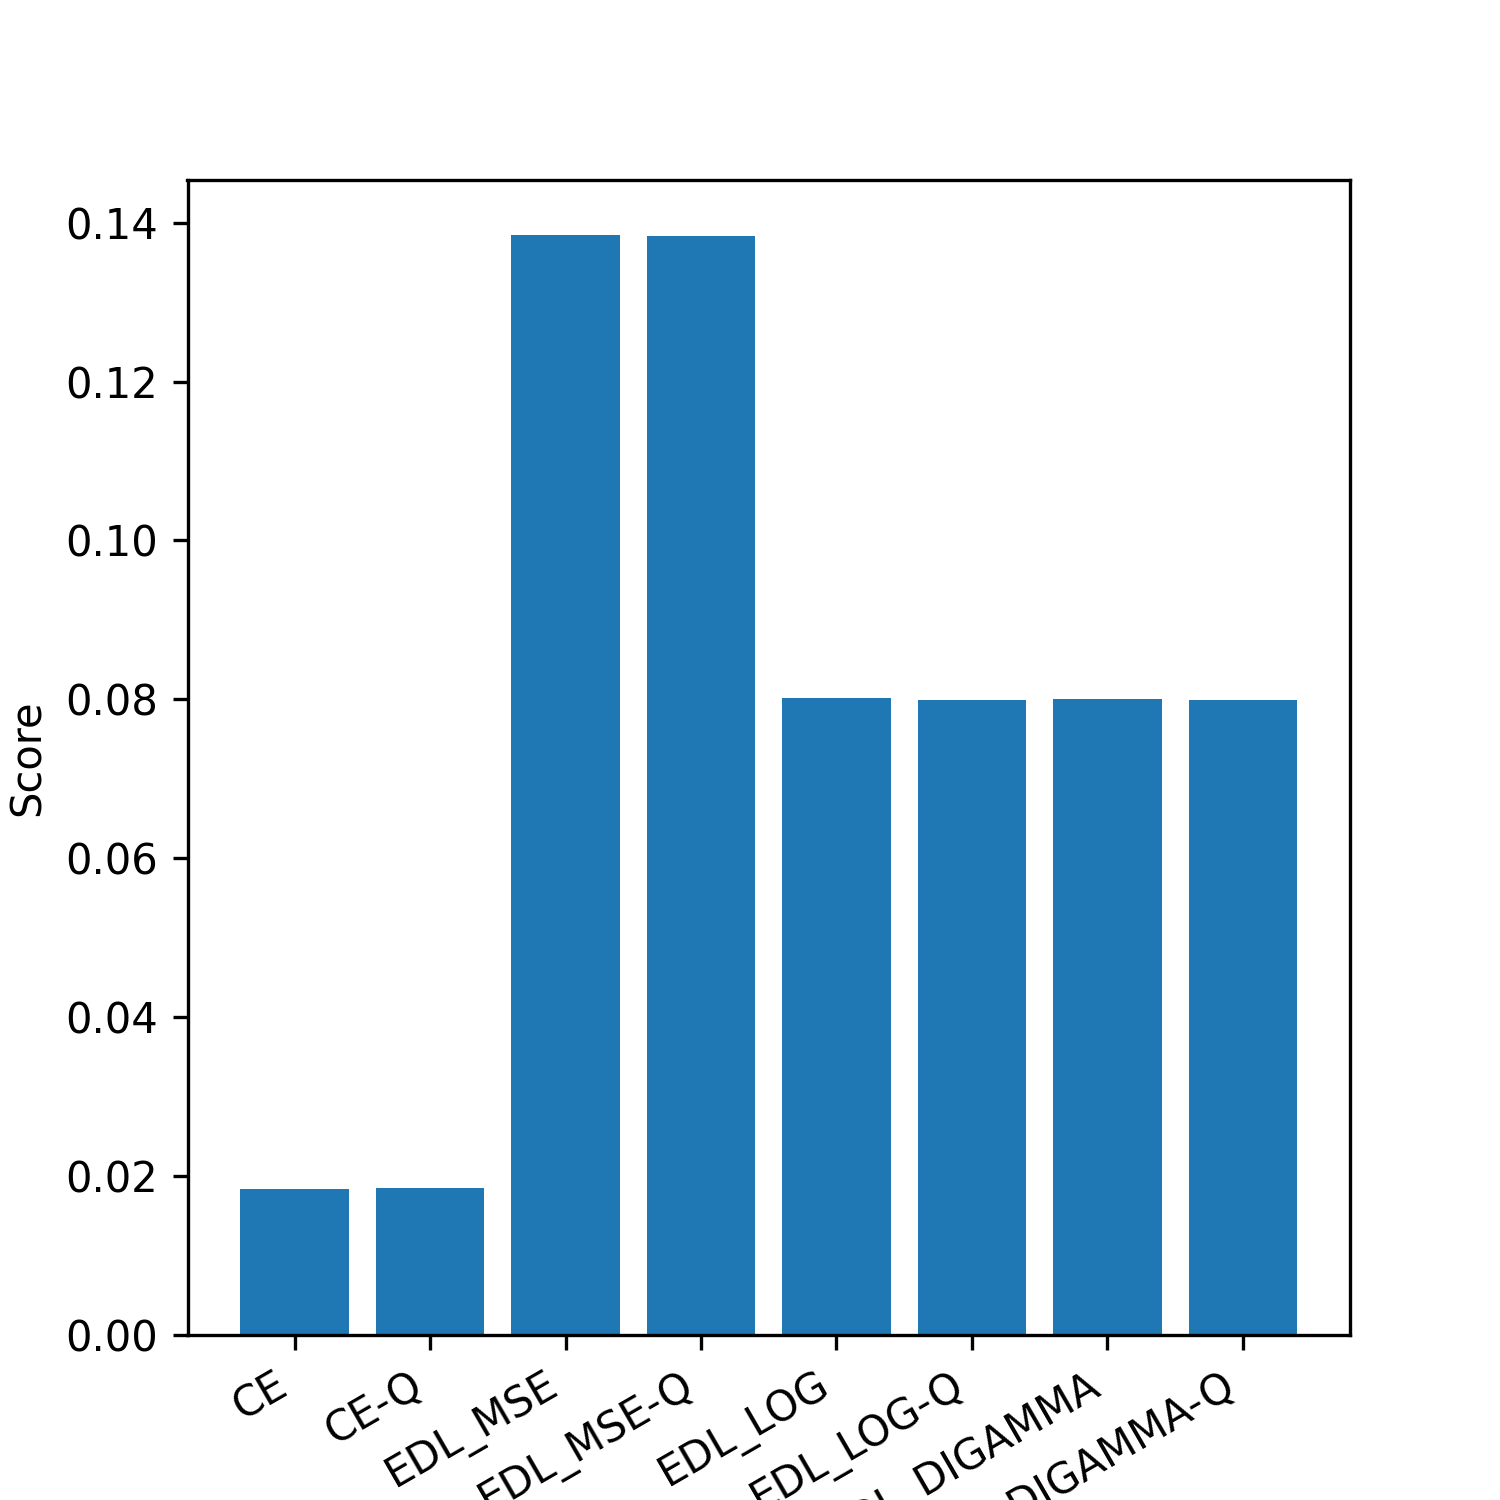 0.14
0.12
0.10
0.08
0.06
0.04
0.02
0.00
Score
CE
CE-Q
EDL_MSE
EDL_MSE-Q
EDL_LOG
EDL_LOG-Q
DIGAMMA
DIGAMMA-Q